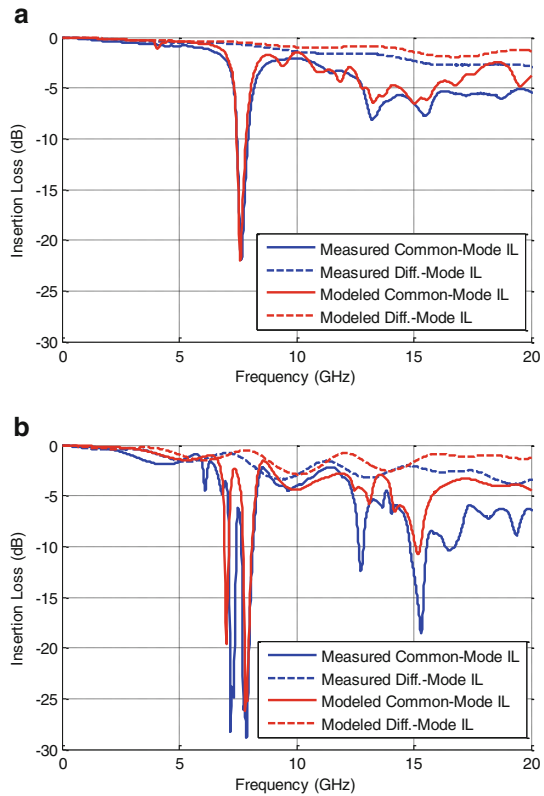 a
0
-5
-10
-15
-20
-25
-30
Insertion Loss (dB)
Measured Common-Mode IL
Measured Diff.-Mode IL
Modeled Common-Mode IL
Modeled Diff.-Mode IL
0 5 10 15 20
Frequency (GHz)
b
0
-5
-10
-15
-20
-25
-30
Insertion Loss (dB)
Measured Common-Mode IL
Measured Diff.-Mode IL
Modeled Common-Mode IL
Modeled Diff.-Mode IL
0 5 10 15 20
Frequency (GHz)